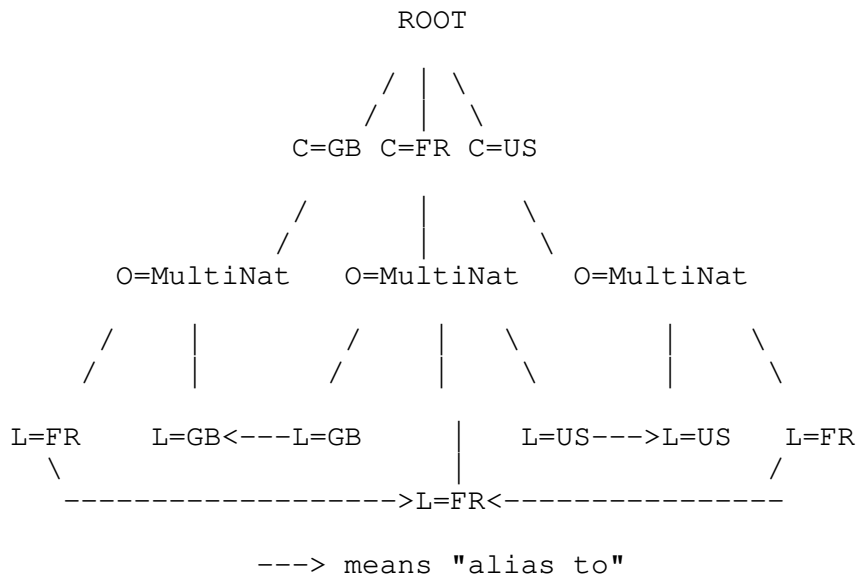 ROOT
C=GB C=FR C=US
O=MultiNat O=MultiNat O=MultiNat
L=FR L=GB<---L=GB L=US--->L=US L=FR
------------------->L=FR<----------------
---> means "alias to"